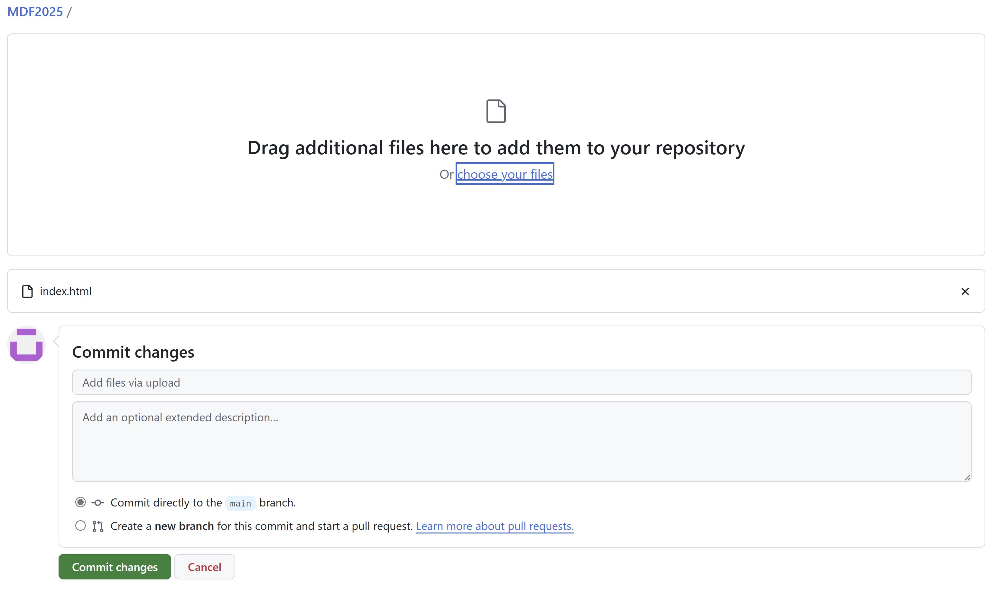 MDF2025 /
Drag additional files here to add them to your repository
Or choose your files
index.html
Commit changes
Add files via upload
Add an optional extended description...
Commit directly to the main branch.
Create a new branch for this commit and start a pull request. Learn more about pull requests.
Commit changes
Cancel